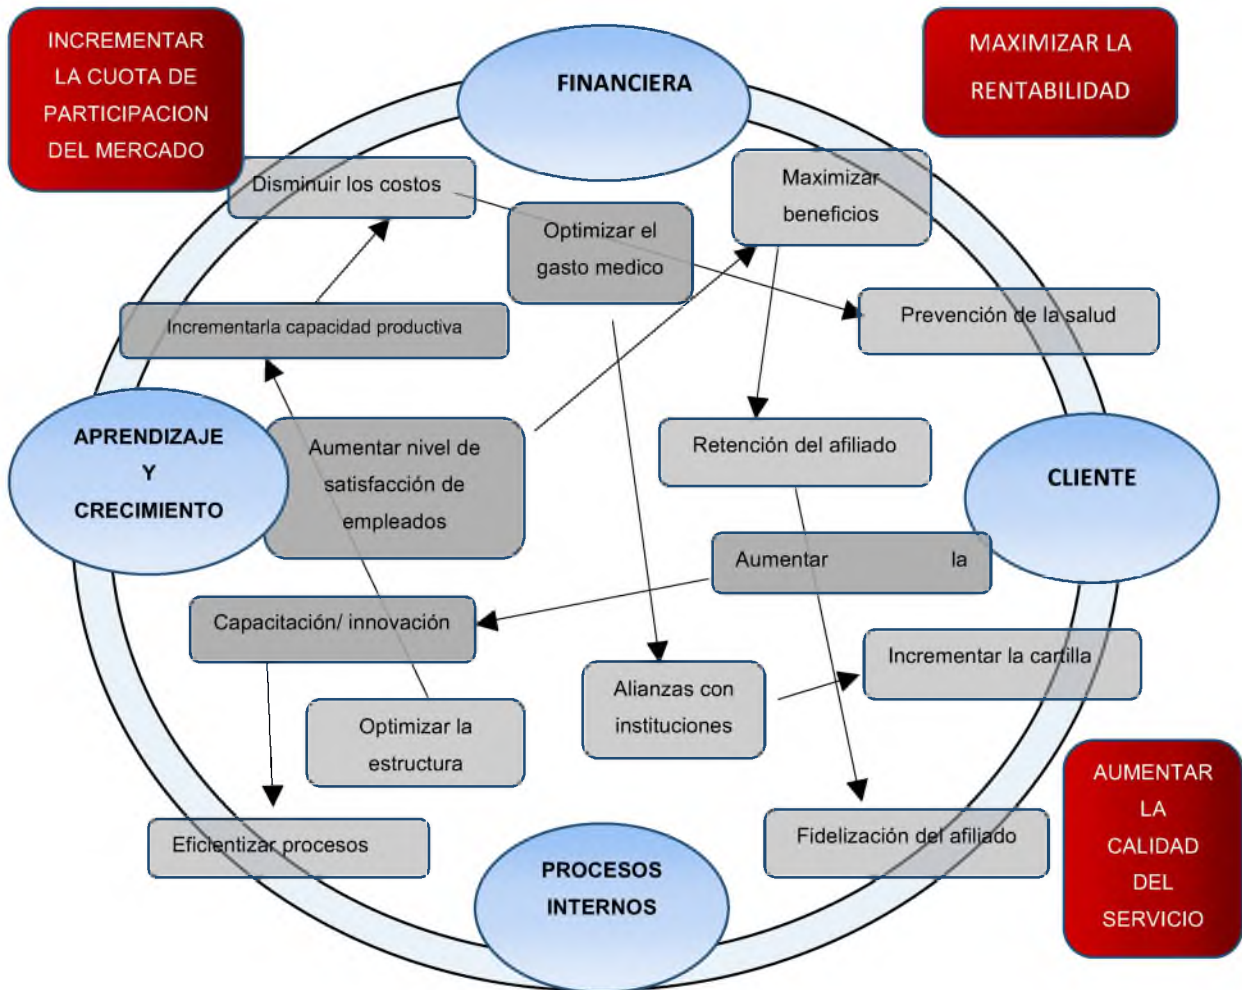 INCREMENTAR
LA CUOTA DE
PARTICIPACION
DEL MERCADO
FINANCIERA
MAXIMIZAR LA
RENTABILIDAD
Disminuir los costos
Maximizar
beneficios
Optimizar el
gasto medico
Prevención de la salud
Incrementarla capacidad productiva
APRENDIZAJE
Y
CRECIMIENTO
Aumentar nivel de
satisfacción de
empleados
Retención del afiliado
CLIENTE
Aumentar la
Capacitación/ innovación
Incrementar la cartilla
Alianzas con
instituciones
Optimizar la
estructura
Eficientizar procesos
Fidelización del afiliado
AUMENTAR
LA
CALIDAD
DEL
SERVICIO
PROCESOS
INTERNOS